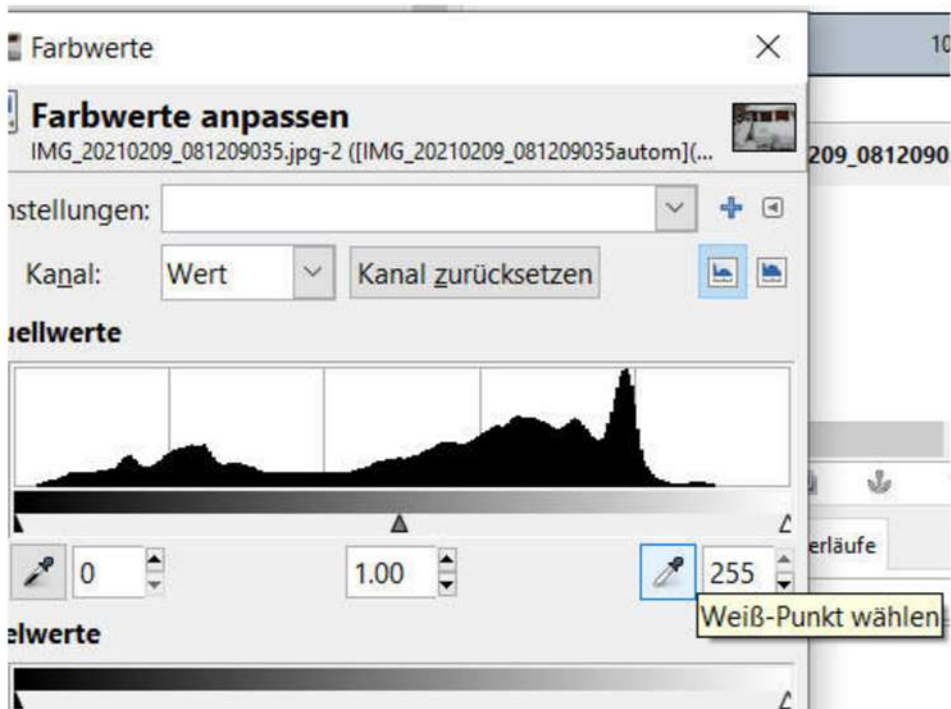 Farbwerte
10
Farbwerte anpassen
IMG_20210209_081209035.jpg-2 ([IMG_20210209_081209035autom](...
209_0812090
nstellungen:
Kanal: Wert Kanal zurücksetzen
uellwerte
0 1.00 255
erläufe
Weiß-Punkt wählen
elwerte